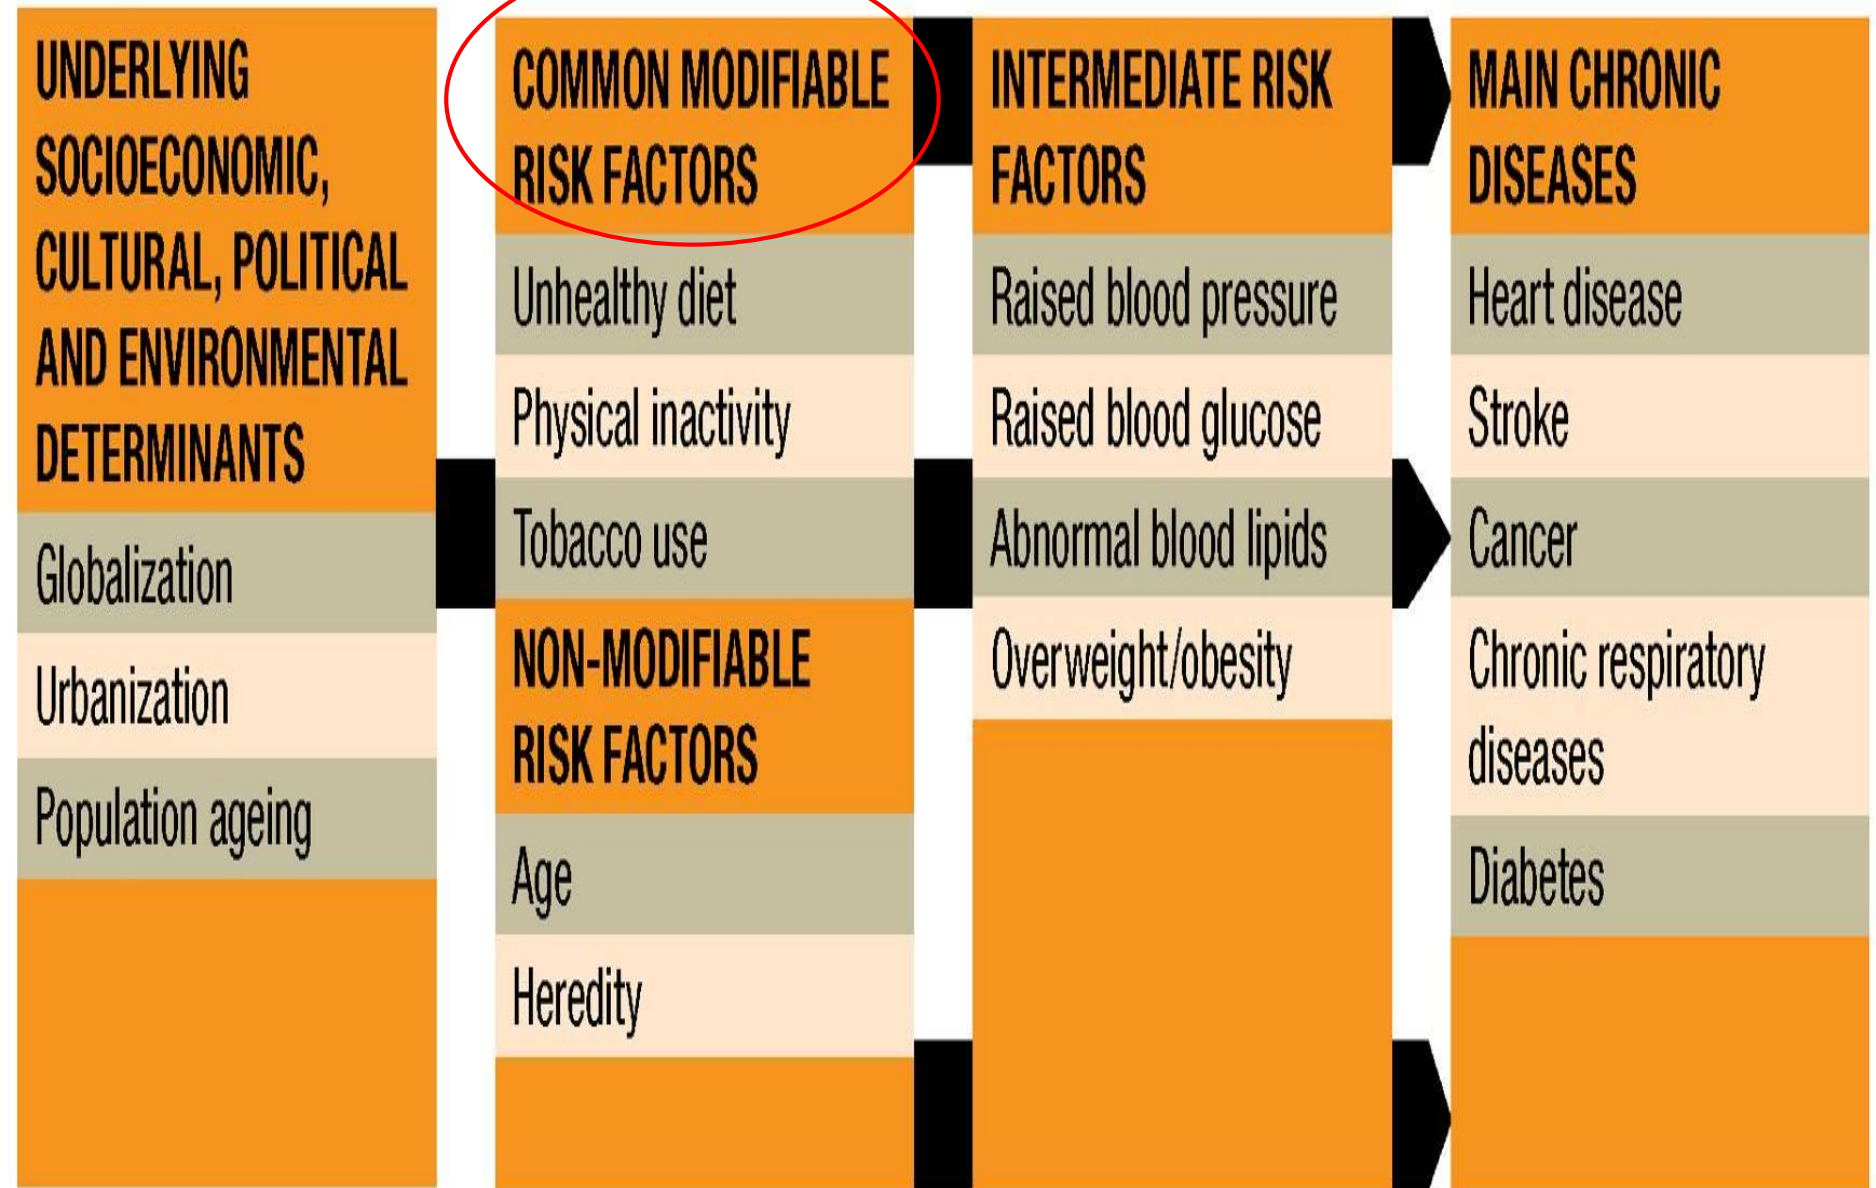 UNDERLYING
SOCIOECONOMIC,
CULTURAL, POLITICAL
AND ENVIRONMENTAL
DETERMINANTS
Globalization
Urbanization
Population ageing
COMMON MODIFIABLE
RISK FACTORS
Unhealthy diet
Physical inactivity
Tobacco use
NON-MODIFIABLE
RISK FACTORS
Age
Heredity
INTERMEDIATE RISK
FACTORS
Raised blood pressure
Raised blood glucose
Abnormal blood lipids
Overweight/obesity
MAIN CHRONIC
DISEASES
Heart disease
Stroke
Cancer
Chronic respiratory
diseases
Diabetes